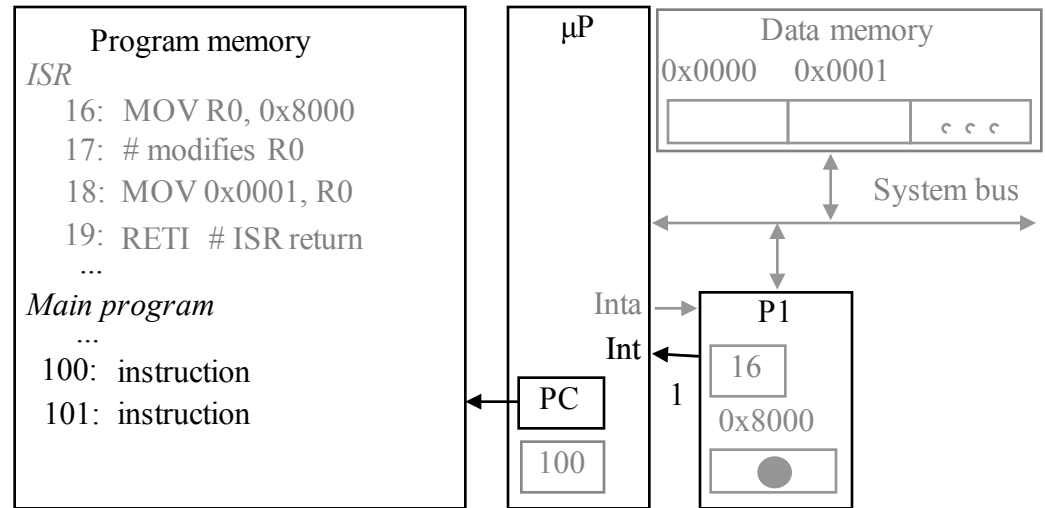 Program memory
ISR
16: MOV R0, 0x8000
17: # modifies R0
18: MOV 0x0001, R0
19: RETI # ISR return
...
Main program
...
100: instruction
101: instruction
μP
Inta
Int
PC
100
Data memory
0x0000 0x0001
System bus
P1
16
1
0x8000